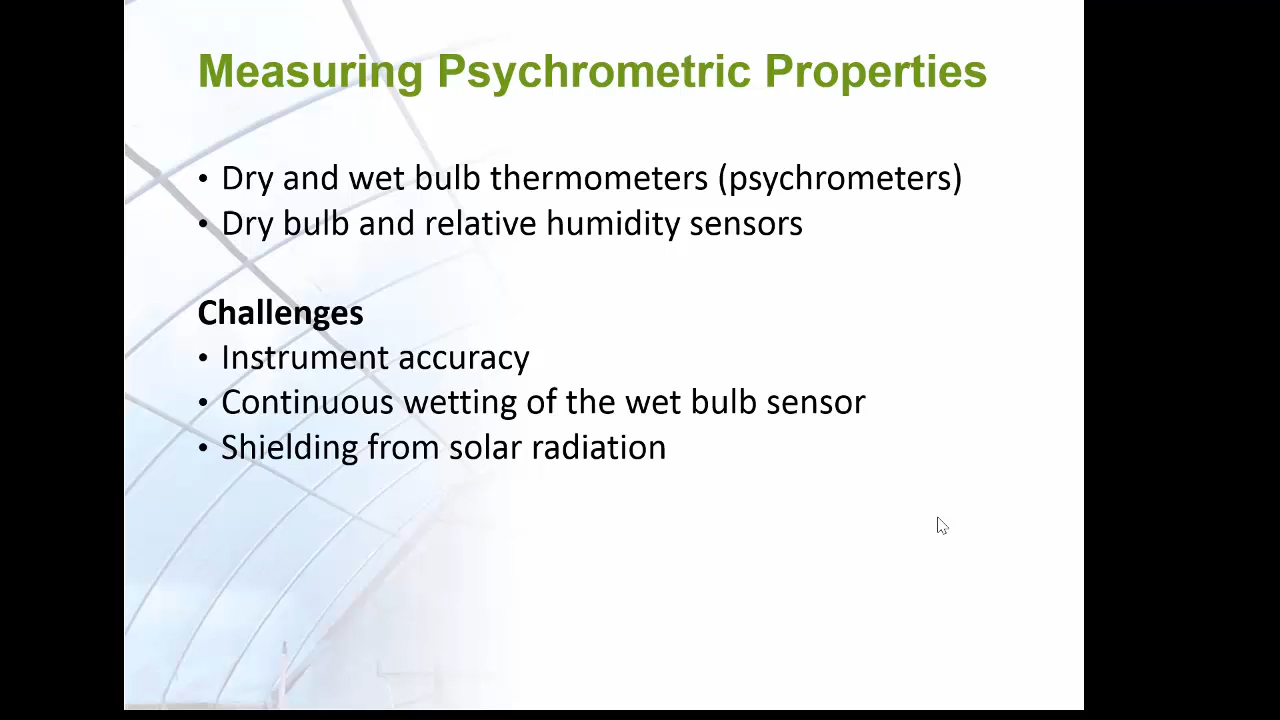 Measuring Psychrometric Properties
• Dry and wet bulb thermometers (psychrometers)
• Dry bulb and relative humidity sensors
Challenges
• Instrument accuracy
• Continuous wetting of the wet bulb sensor
• Shielding from solar radiation